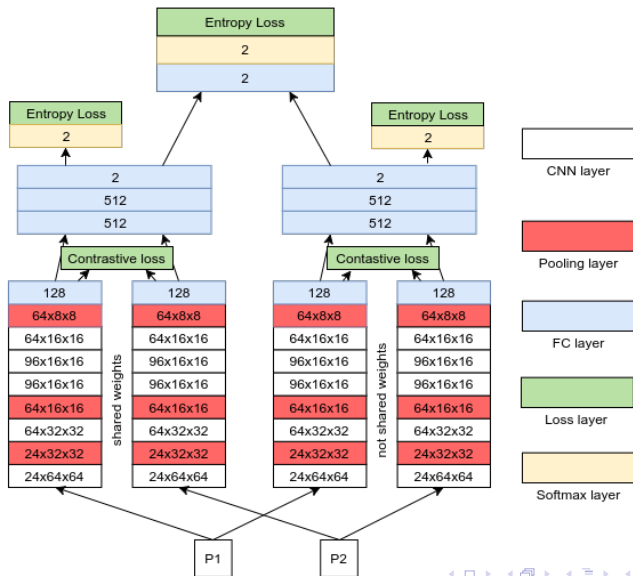 Entropy Loss
2
2
Entropy Loss
2
Entropy Loss
2
CNN layer
2
512
512
2
512
512
Pooling layer
Contrastive loss
Contastive loss
128
128
128
128
64x8x8
64x8x8
64x8x8
64x8x8
64x16x16
64x16x16
64x16x16
64x16x16
96x16x16
96x16x16
96x16x16
96x16x16
96x16x16
96x16x16
96x16x16
96x16x16
64x16x16
64x16x16
64x16x16
64x16x16
64x32x32
64x32x32
64x32x32
64x32x32
24x32x32
24x32x32
24x32x32
24x32x32
24x64x64
24x64x64
24x64x64
24x64x64
shared weights
not shared weights
FC layer
Loss layer
Softmax layer
P1
P2